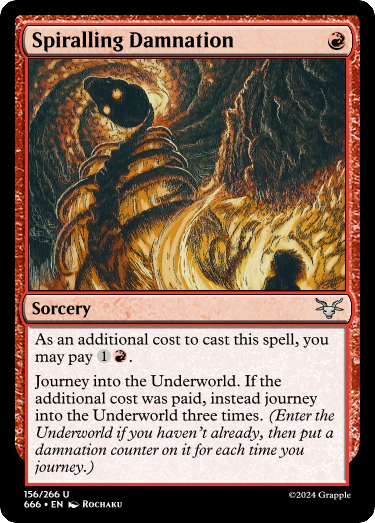 Spiralling Damnation
Sorcery
As an additional cost to cast this spell, you
may pay 1 .
Journey into the Underworld. If the
additional cost was paid, instead journey
into the Underworld three times. (Enter the
Underworld if you haven't already, then put a
damnation counter on it for each time you
journey.)
156/266 U
666 • EN Rochaku
©2024 Grapple